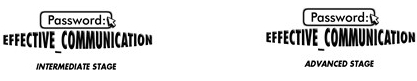 Password:
EFFECTIVE_COMMUNICATION
INTERMEDIATE STAGE
Password:
EFFECTIVE_COMMUNICATION
ADVANCED STAGE